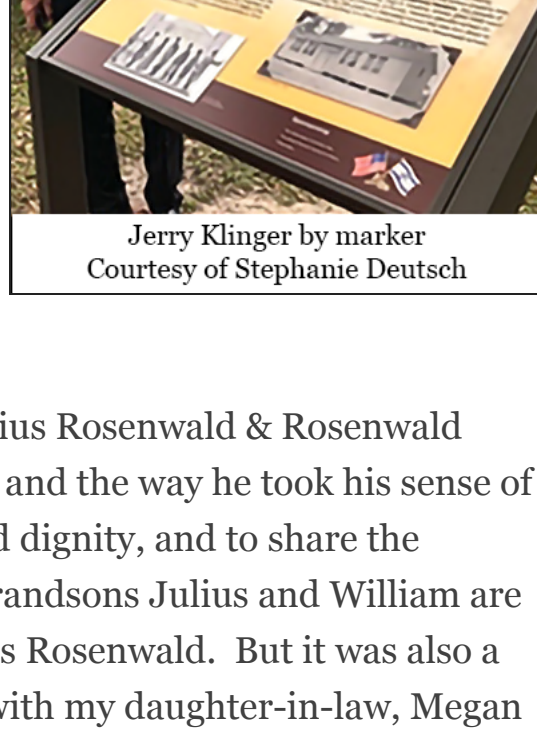 Jerry Klinger by marker
Courtesy of Stephanie Deutsch
ius Rosenwald & Rosenwald
and the way he took his sense of
d dignity, and to share the
randsons Julius and William are
s Rosenwald.  But it was also a
with my daughter-in-law, Megan